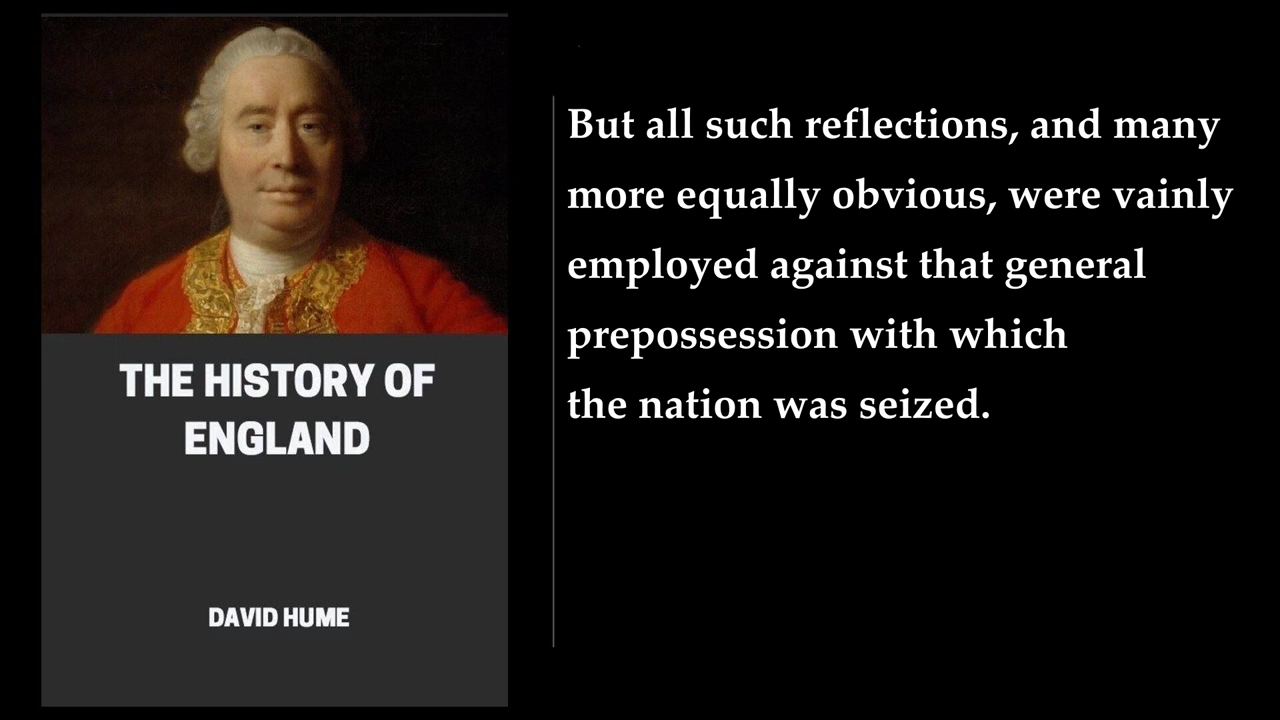 THE HISTORY OF
ENGLAND
DAVID HUME
But all such reflections, and many
more equally obvious, were vainly
employed against that general
prepossession with which
the nation was seized.